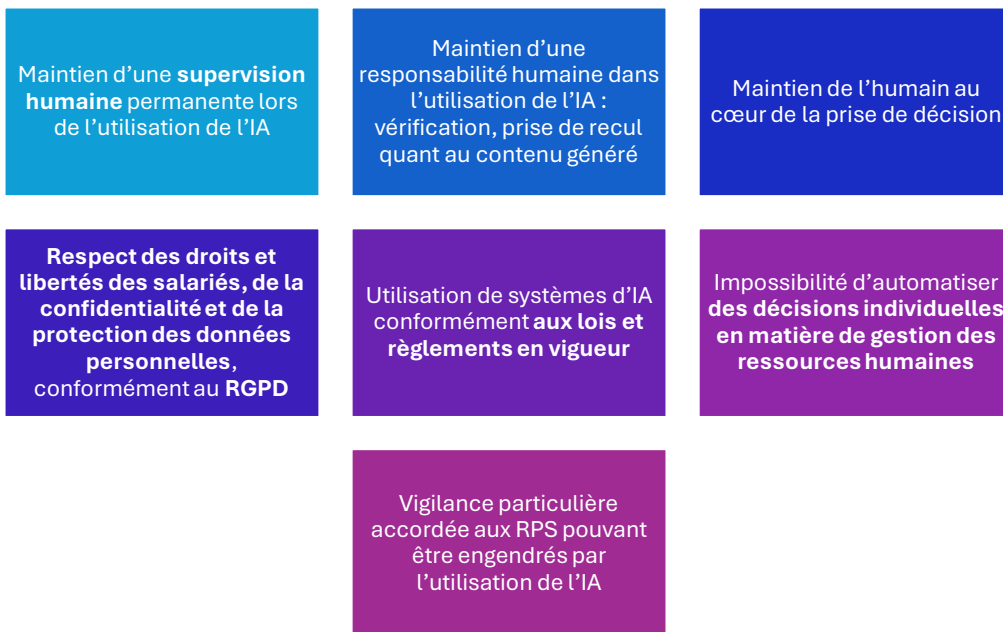 Maintien d’une supervision
humaine permanente lors
de l’utilisation de l’IA
Maintien d’une
responsabilité humaine dans
l’utilisation de l’IA :
vérification, prise de recul
quant au contenu généré
Maintien de l’humain au
cœur de la prise de décision
Respect des droits et
libertés des salariés, de la
confidentialité et de la
protection des données
personnelles,
conformément au RGPD
Utilisation de systèmes d’IA
conformément aux lois et
règlements en vigueur
Impossibilité d’automatiser
des décisions individuelles
en matière de gestion des
ressources humaines
Vigilance particulière
accordée aux RPS pouvant
être engendrés par
l’utilisation de l’IA